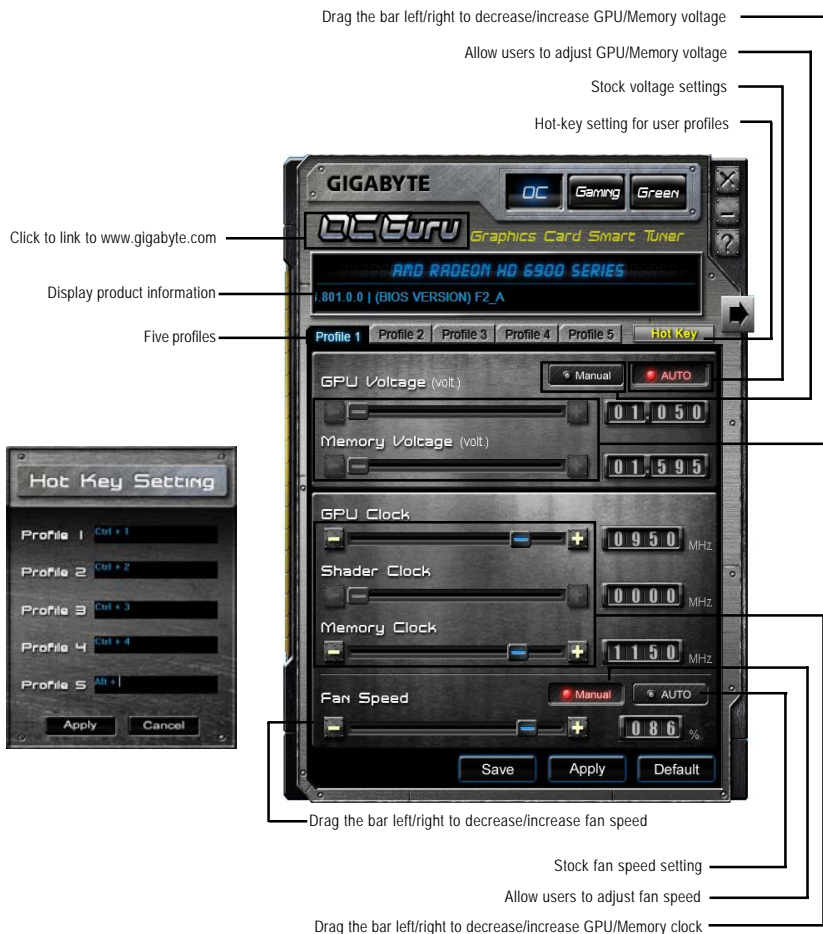 Drag the bar left/right to decrease/increase GPU/Memory voltage
Allow users to adjust GPU/Memory voltage
Stock voltage settings
Hot-key setting for user profiles
GIGABYTE
OC Gaming Green
OC Guru Graphics Card Smart Tuner
?
Click to link to www.gigabyte.com
AMD RADEON HD 6900 SERIES
Display product information
.801.0.0 | (BIOS VERSION) F2_A
Five profiles
Profile 1 Profile 2 Profile 3 Profile 4 Profile 5 Hot Key
GPU Voltage (volt.) Manual AUTO
01.050
Memory Voltage (volt.)
01.595
GPU Clock
0950 MHz
Shader Clock
0000 MHz
Memory Clock
1150 MHz
Fan Speed Manual AUTO
086 %
Save Apply Default
Hot Key Setting
Profile 1 Ctrl + 1
Profile 2 Ctrl + 2
Profile 3 Ctrl + 3
Profile 4 Ctrl + 4
Profile 5 Alt +
Apply Cancel
Drag the bar left/right to decrease/increase fan speed
Stock fan speed setting
Allow users to adjust fan speed
Drag the bar left/right to decrease/increase GPU/Memory clock